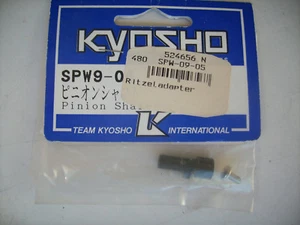 KYOSHO
524656 N
480 SPW-09-05
Ritzeladapter
SPW9-0
ピニオンシャ
Pinion Sha
TEAM KYOSHO INTERNATIONAL